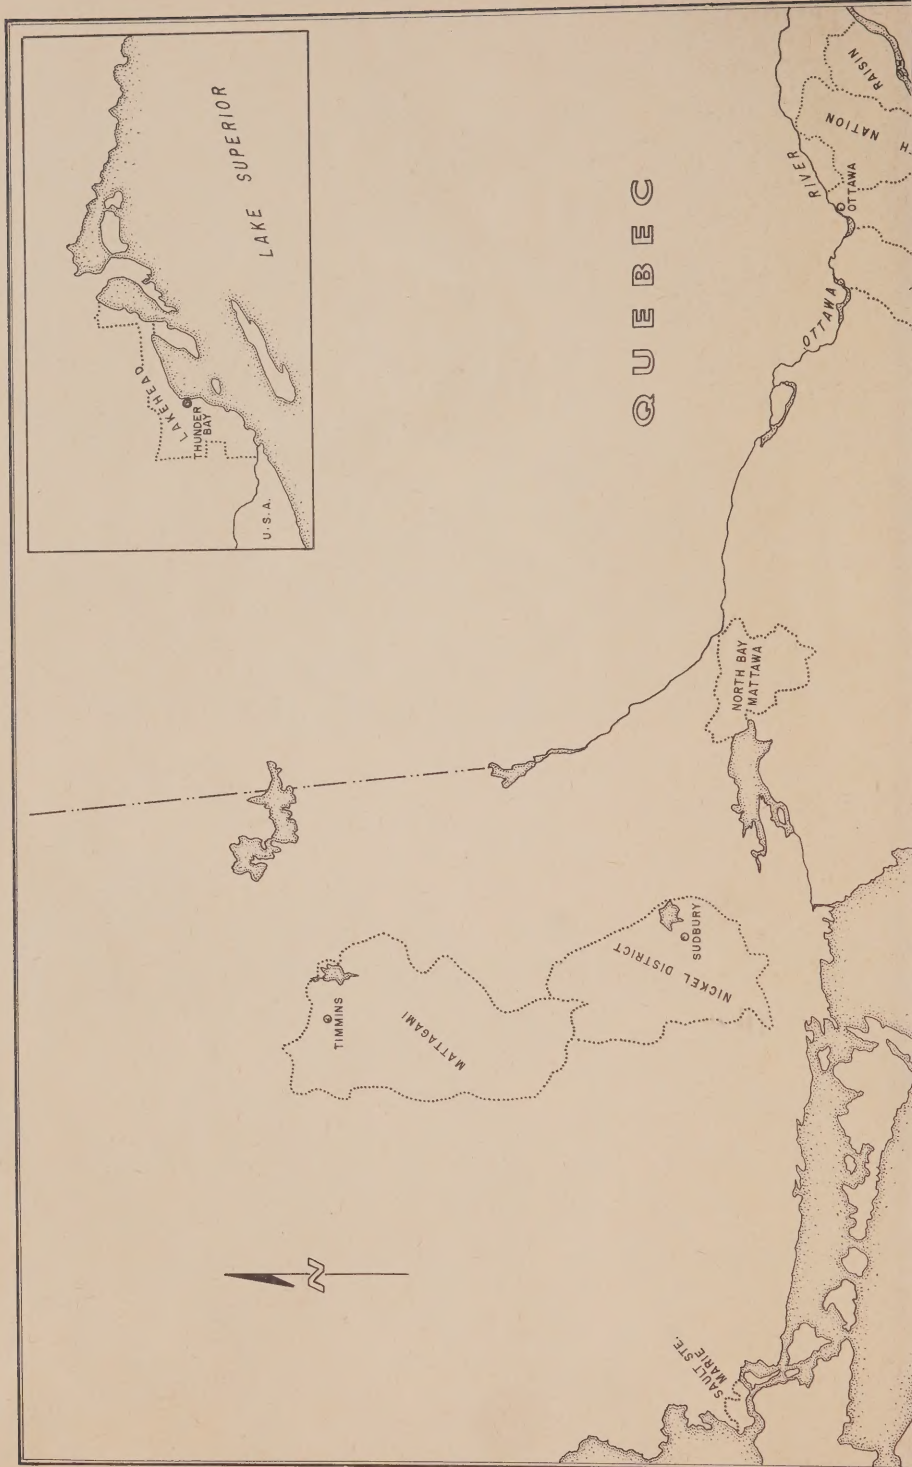 LAKE SUPERIOR
LAKEHEAD
THUNDER
BAY
U.S.A.
QUEBEC
RAISIN
NATION
H
RIVER
OTTAWA
OTTAWA
NORTH BAY
MATTAWA
TIMMINS
MATTAGAMI
SUDBURY
NICKEL DISTRICT
N
SAULT STE.
MARIE